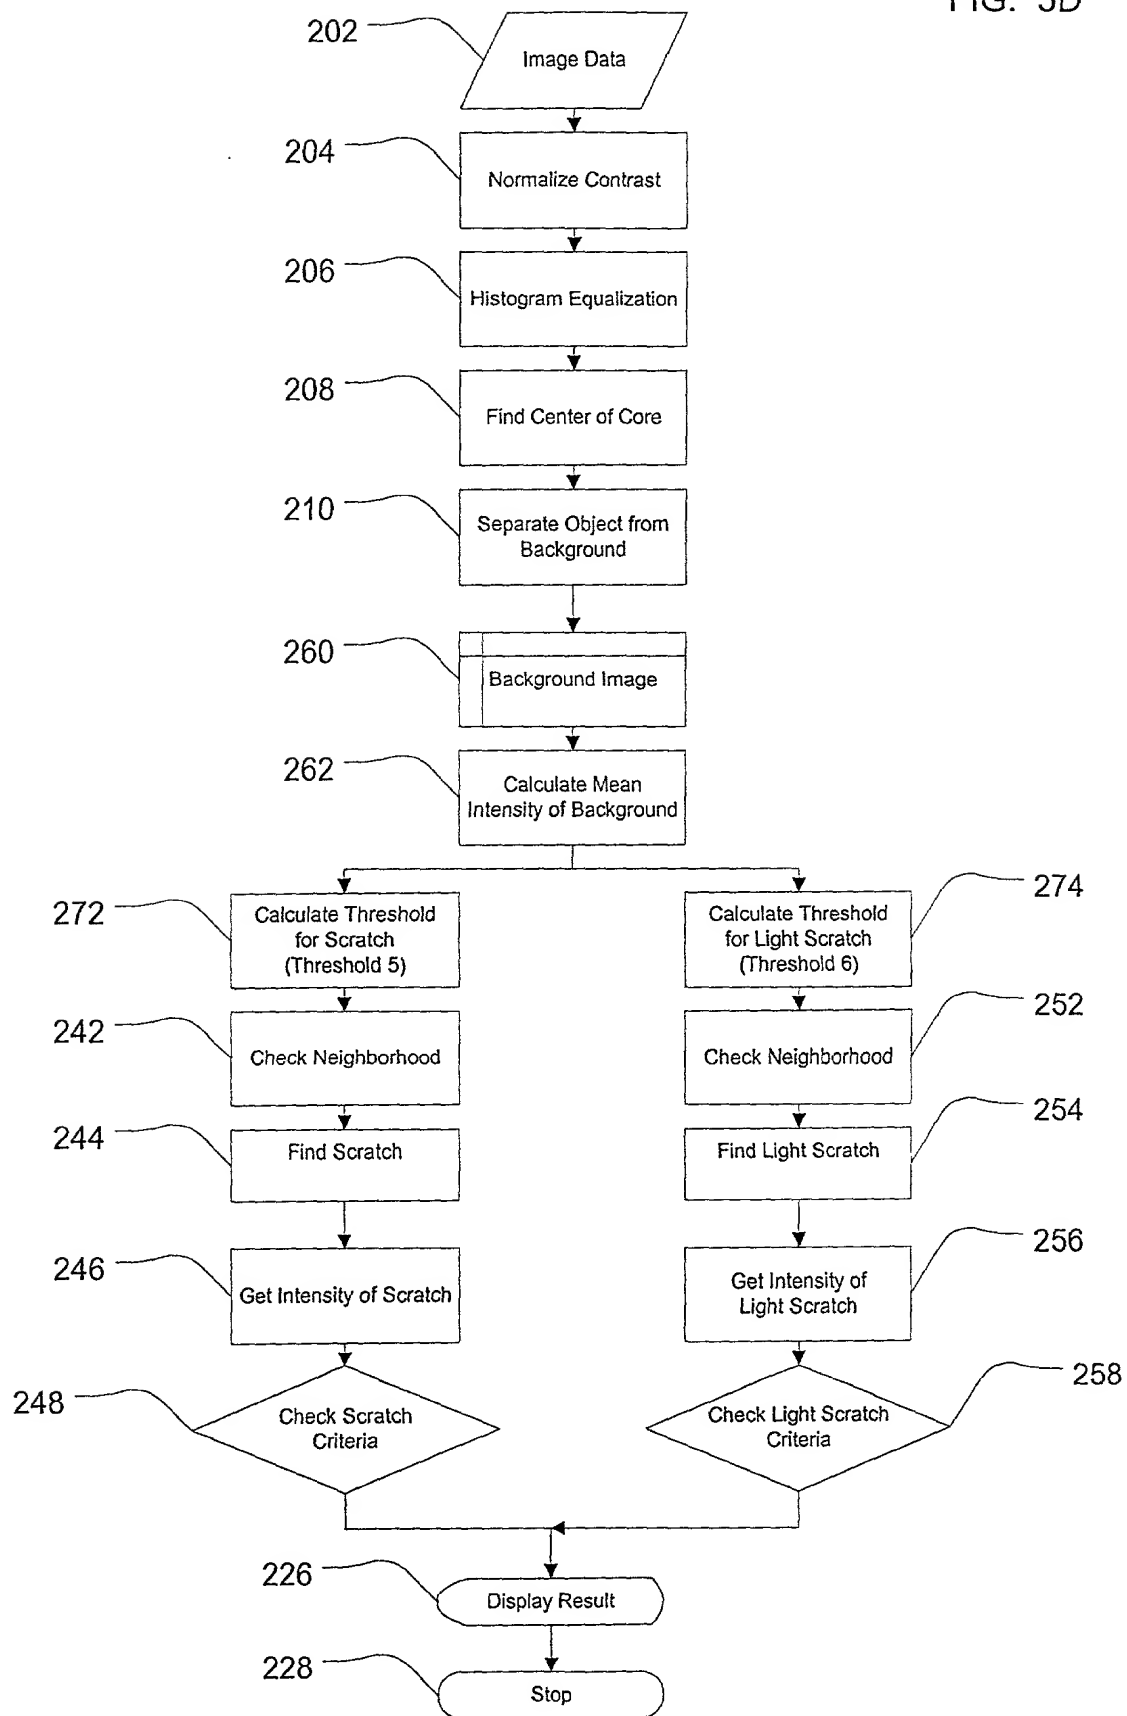 FIG. 5D
202
Image Data
204
Normalize Contrast
206
Histogram Equalization
208
Find Center of Core
210
Separate Object from
Background
260
Background Image
262
Calculate Mean
Intensity of Background
272
Calculate Threshold
for Scratch
(Threshold 5)
274
Calculate Threshold
for Light Scratch
(Threshold 6)
242
Check Neighborhood
252
Check Neighborhood
244
Find Scratch
254
Find Light Scratch
246
Get Intensity of Scratch
256
Get Intensity of
Light Scratch
248
Check Scratch
Criteria
258
Check Light Scratch
Criteria
226
Display Result
228
Stop